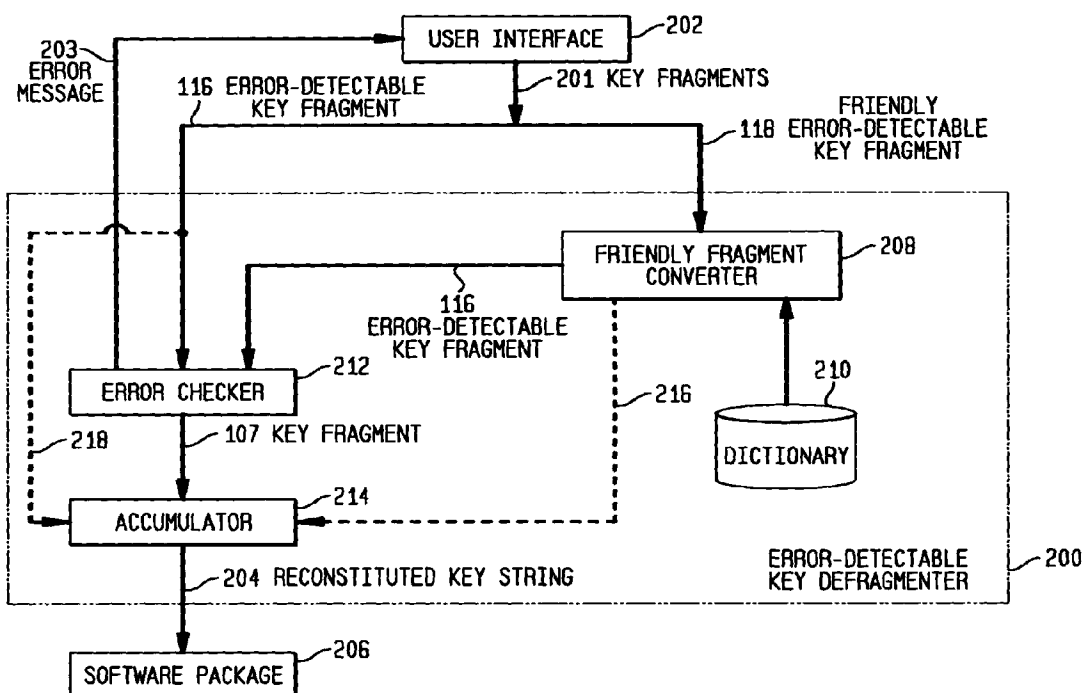 USER INTERFACE
202
203
ERROR
MESSAGE
201 KEY FRAGMENTS
116 ERROR-DETECTABLE
KEY FRAGMENT
FRIENDLY
118 ERROR-DETECTABLE
KEY FRAGMENT
FRIENDLY FRAGMENT
CONVERTER
208
116
ERROR-DETECTABLE
KEY FRAGMENT
ERROR CHECKER
212
216
210
DICTIONARY
218
107 KEY FRAGMENT
ACCUMULATOR
214
204 RECONSTITUTED KEY STRING
ERROR-DETECTABLE
KEY DEFRAGMENTER
200
SOFTWARE PACKAGE
206